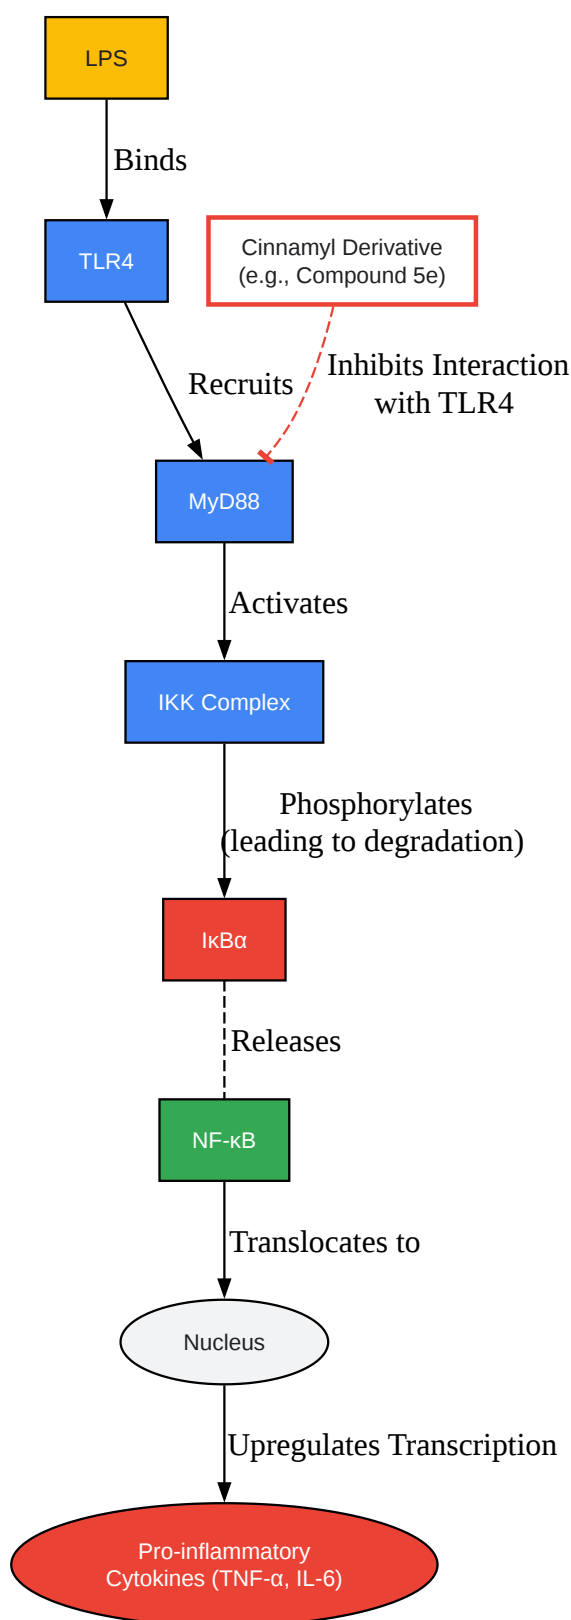 LPS
Binds
TLR4
Cinnamyl Derivative
(e.g., Compound 5e)
Recruits
Inhibits Interaction
with TLR4
MyD88
Activates
IKK Complex
Phosphorylates
(leading to degradation)
IκBα
Releases
NF-κB
Translocates to
Nucleus
Upregulates Transcription
Pro-inflammatory
Cytokines (TNF-α, IL-6)